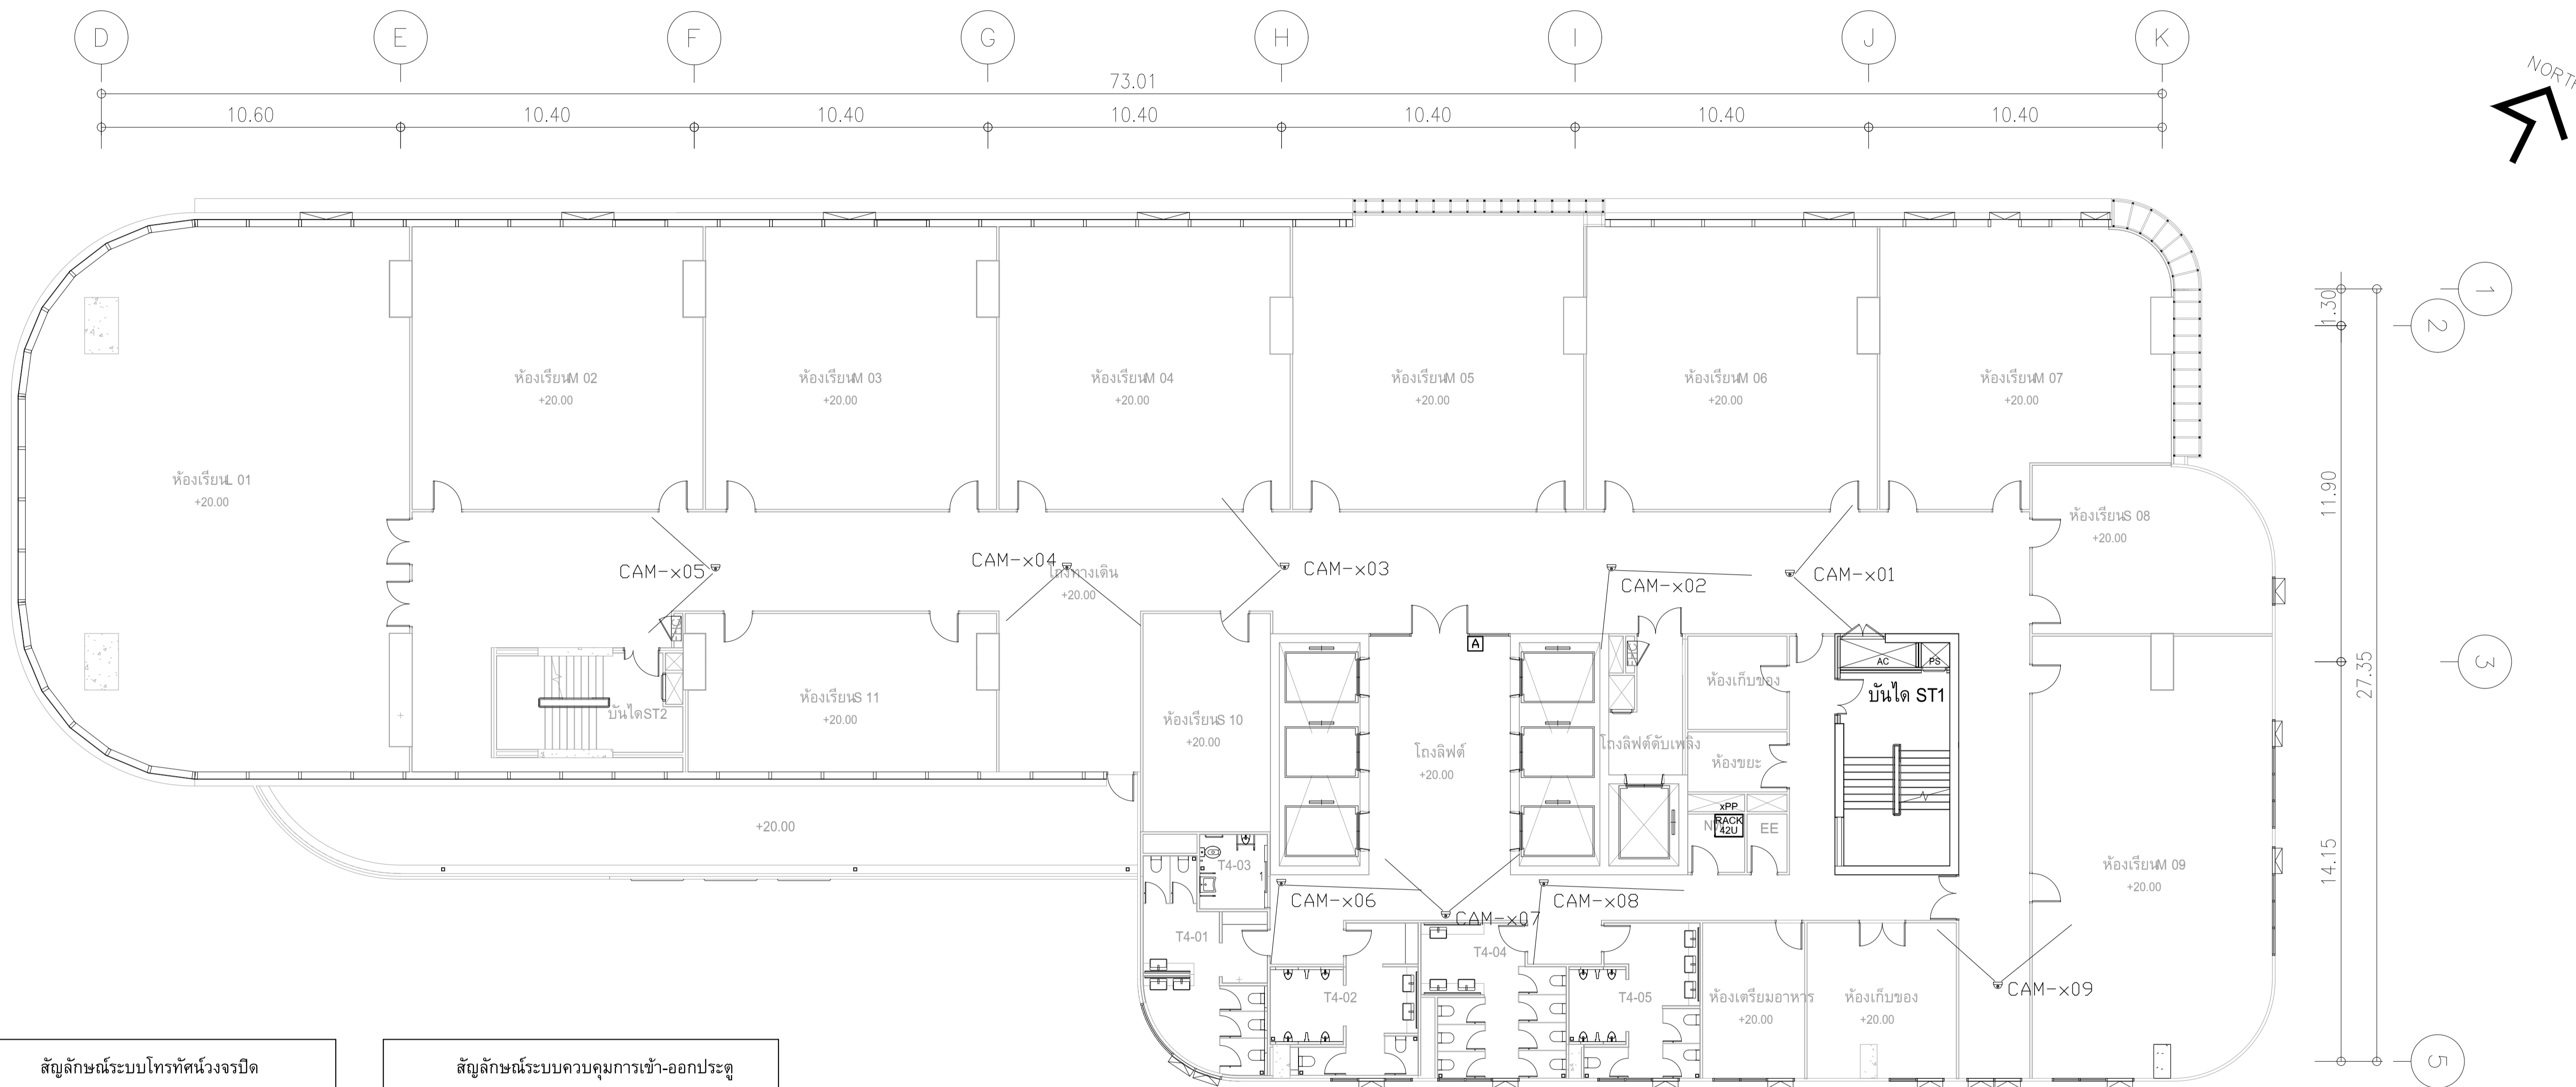 D E F G H I J K
NORTH
73.01
10.60 10.40 10.40 10.40 10.40 10.40 10.40
1
1.30
2
ห้องเรียนM 02
+20.00
ห้องเรียนM 03
+20.00
ห้องเรียนM 04
+20.00
ห้องเรียนM 05
+20.00
ห้องเรียนM 06
+20.00
ห้องเรียนM 07
+20.00
ห้องเรียนL 01
+20.00
ห้องเรียนS 08
+20.00
11.90
CAM-x05
CAM-x04
โถงทางเดิน
+20.00
CAM-x03
CAM-x02
CAM-x01
A
AC
PS
3
27.35
บันไดST2
ห้องเรียนS 11
+20.00
ห้องเรียนS 10
+20.00
โถงลิฟต์
+20.00
โถงลิฟต์ดับเพลิง
ห้องเก็บของ
ห้องขยะ
บันได ST1
xPP
RACK
42U
EE
+20.00
14.15
ห้องเรียนM 09
+20.00
T4-03
CAM-x06
CAM-x07
CAM-x08
T4-01
T4-04
T4-02
T4-05
ห้องเตรียมอาหาร
+20.00
ห้องเก็บของ
+20.00
CAM-x09
5
สัญลักษณ์ระบบโทรทัศน์วงจรปิด
สัญลักษณ์ระบบควบคุมการเข้า-ออกประตู